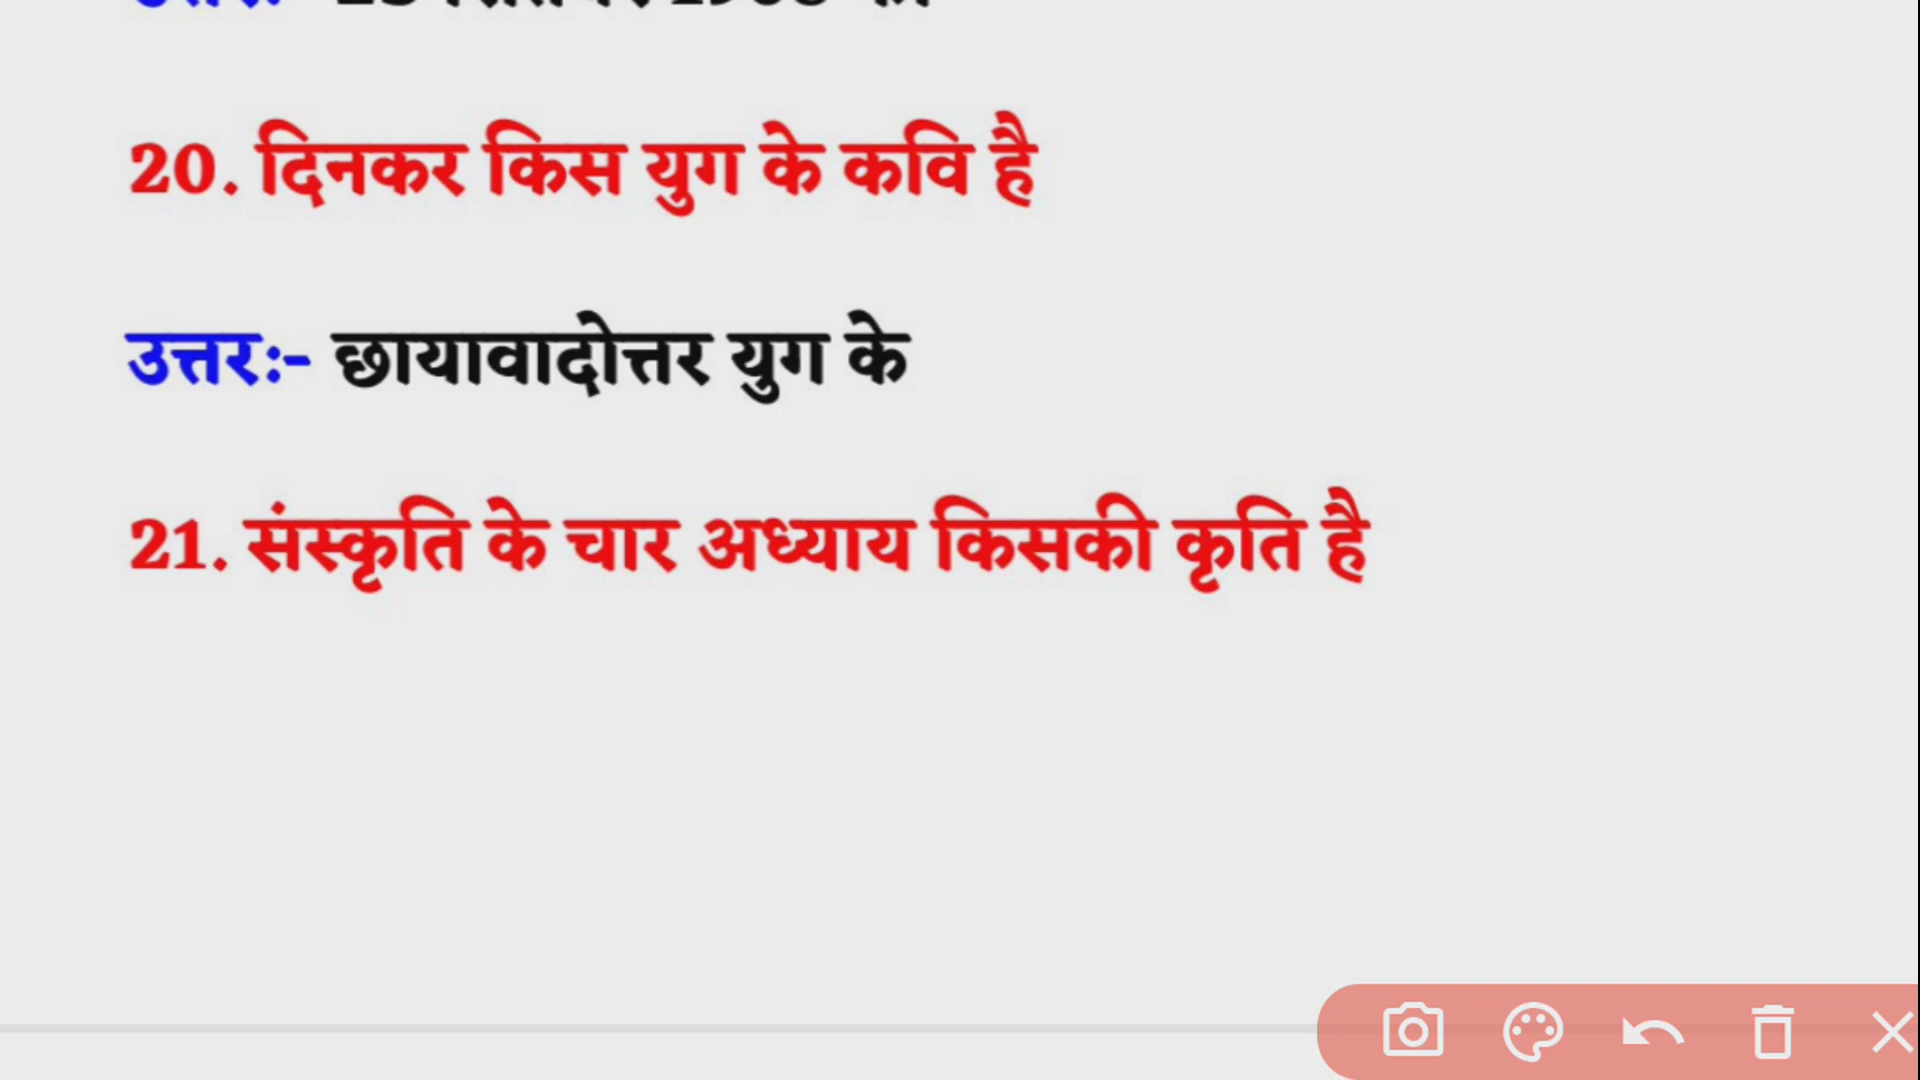 20. दिनकर किस युग के कवि है
उत्तरः- छायावादोत्तर युग के
21. संस्कृति के चार अध्याय किसकी कृति है